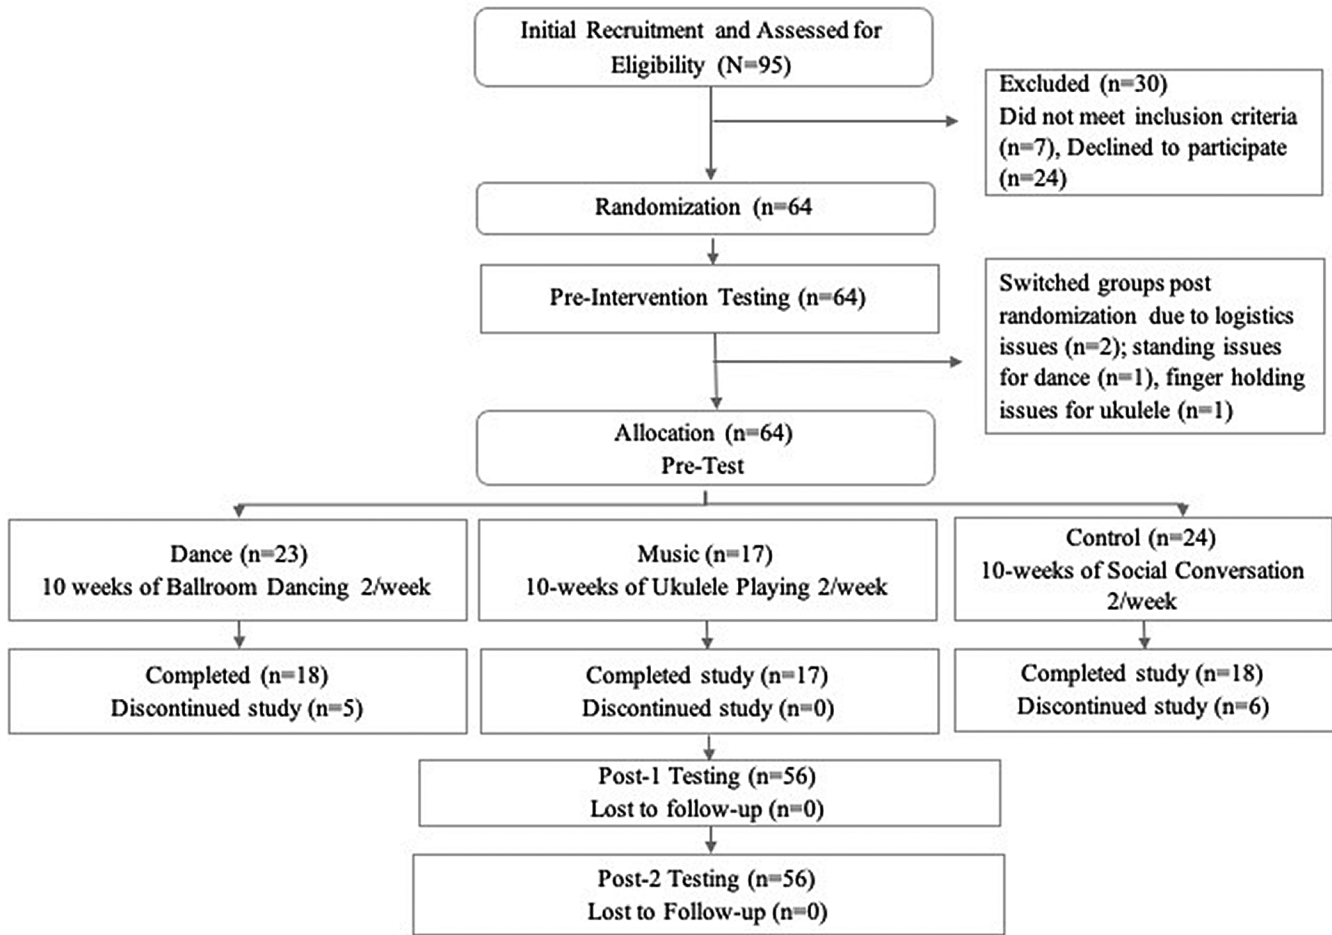 Initial Recruitment and Assessed for
Eligibility (N=95)
Excluded (n=30)
Did not meet inclusion criteria
(n=7), Declined to participate
(n=24)
Randomization (n=64
Pre-Intervention Testing (n=64)
Switched groups post
randomization due to logistics
issues (n=2); standing issues
for dance (n=1), finger holding
issues for ukulele (n=1)
Allocation (n=64)
Pre-Test
Dance (n=23)
10 weeks of Ballroom Dancing 2/week
Music (n=17)
10-weeks of Ukulele Playing 2/week
Control (n=24)
10-weeks of Social Conversation
2/week
Completed (n=18)
Discontinued study (n=5)
Completed study (n=17)
Discontinued study (n=0)
Completed study (n=18)
Discontinued study (n=6)
Post-1 Testing (n=56)
Lost to follow-up (n=0)
Post-2 Testing (n=56)
Lost to Follow-up (n=0)